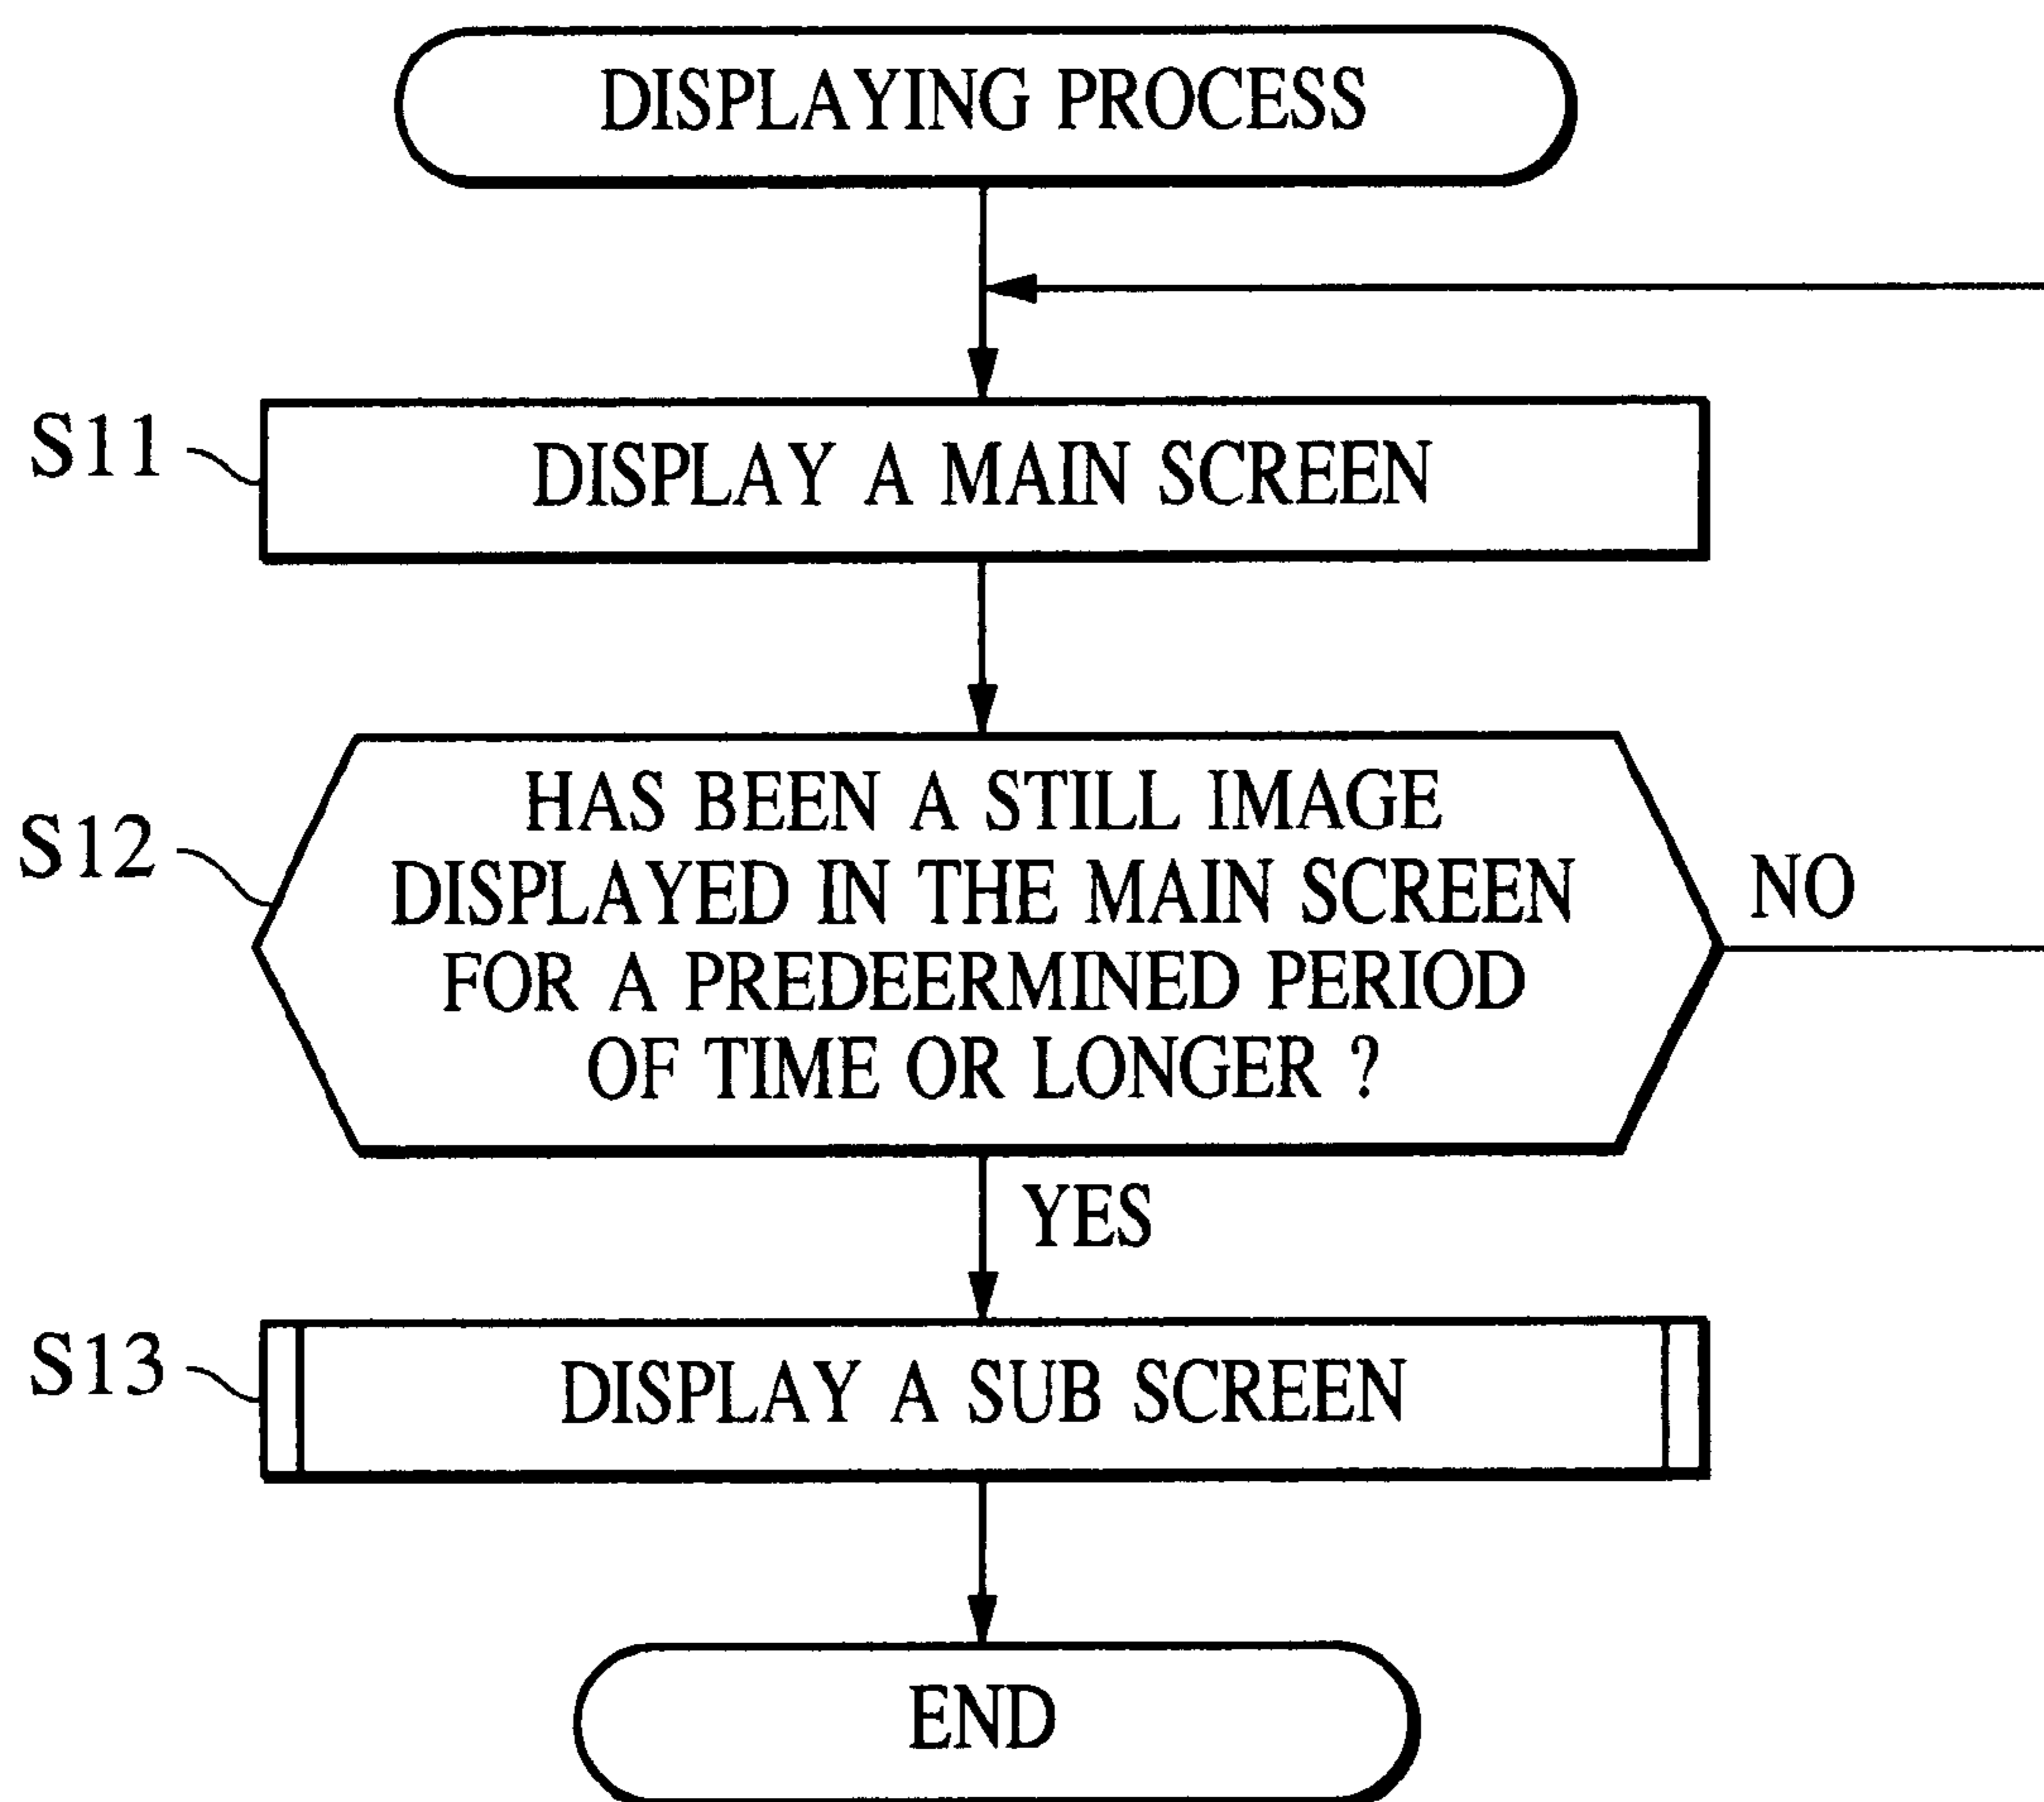 DISPLAYING PROCESS
S11
DISPLAY A MAIN SCREEN
S12
HAS BEEN A STILL IMAGE
DISPLAYED IN THE MAIN SCREEN
FOR A PREDEERMINED PERIOD
OF TIME OR LONGER ?
NO
YES
S13
DISPLAY A SUB SCREEN
END